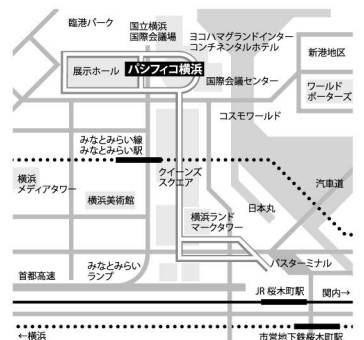 臨港パーク
国立横浜
国際会議場
ヨコハマグランドインター
コンチネンタルホテル
新港地区
展示ホール
パシフィコ横浜
国際会議センター
ワールド
ポーターズ
コスモワールド
みなとみらい線
みなとみらい駅
クイーンズ
スクエア
横浜
メディアタワー
横浜美術館
汽車道
日本丸
横浜ランド
マークタワー
みなとみらい
ランプ
バスターミナル
首都高速
JR 桜木町駅
関内→
←横浜
市営地下鉄桜木町駅